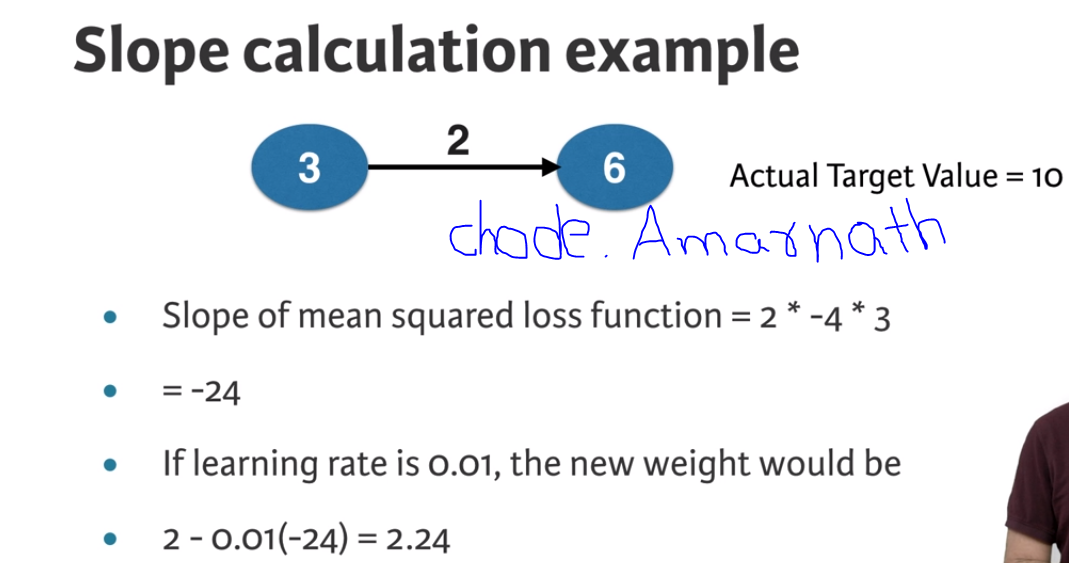 Slope calculation example
2
3
6
Actual Target Value = 10
chode. Amarnath
• Slope of mean squared loss function = 2 * -4 * 3
• = -24
• If learning rate is 0.01, the new weight would be
• 2 - 0.01(-24) = 2.24